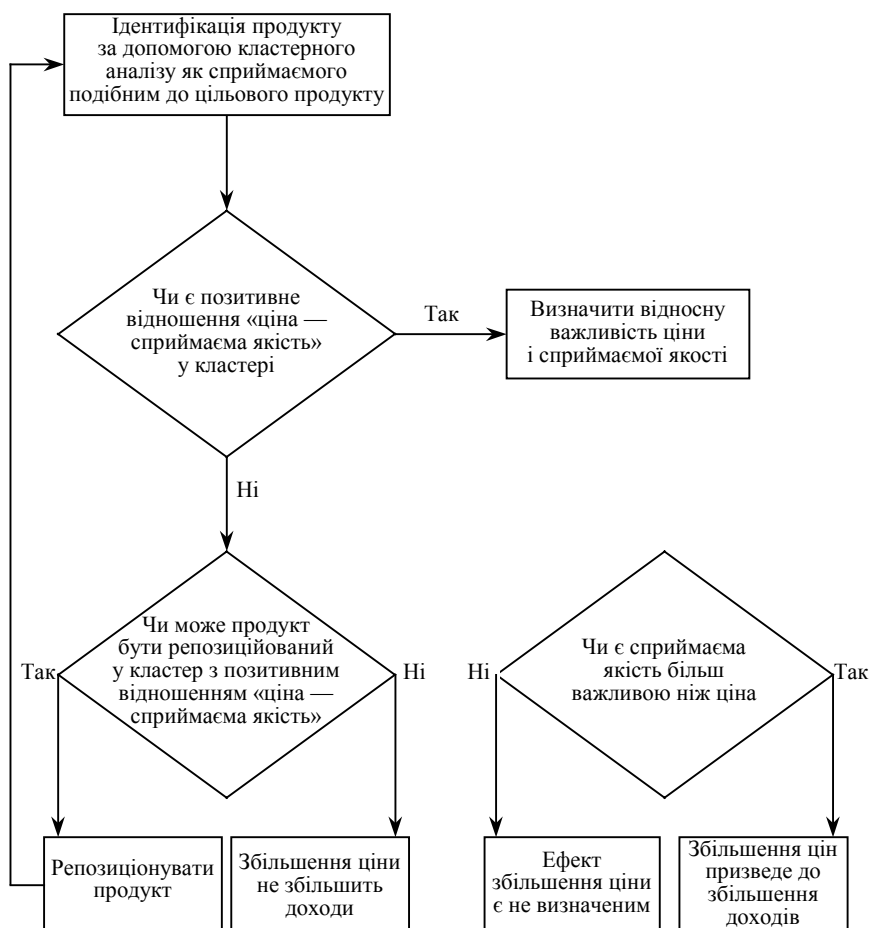 Ідентифікація продукту
за допомогою кластерного
аналізу як сприймаємого
подібним до цільового продукту
Чи є позитивне
відношення «ціна —
сприймаєма якість»
у кластері
Так
Визначити відносну
важливість ціни
і сприймаємої якості
Ні
Чи може продукт
бути репозиційований
у кластер з позитивним
відношенням «ціна —
сприймаєма якість»
Так
Ні
Чи є сприймаєма
якість більш
важливою ніж ціна
Ні
Так
Репозиціонувати
продукт
Збільшення ціни
не збільшить
доходи
Ефект
збільшення ціни
є не визначеним
Збільшення цін
призведе до
збільшення
доходів